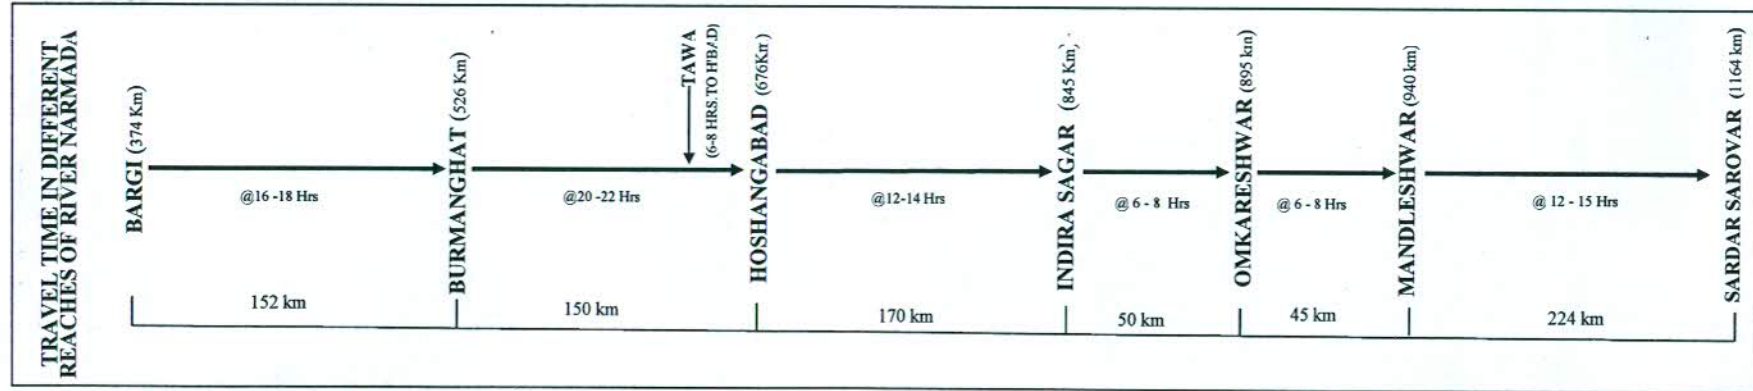 TRAVEL TIME IN DIFFERENT
REACHES OF RIVER NARMADA
BARGI (374 Km)
@16 -18 Hrs
BURMANGHAT (526 Km)
@20 -22 Hrs
TAWA
(6-8 HRS.TO H'BAD)
HOSHANGABAD (676Km)
@12-14 Hrs
INDIRA SAGAR (845 Km)
@ 6 - 8 Hrs
OMKARESHWAR (895 km)
@ 6 - 8 Hrs
MANDLESHWAR (940 km)
@ 12 - 15 Hrs
SARDAR SAROVAR (1164 km)
152 km
150 km
170 km
50 km
45 km
224 km